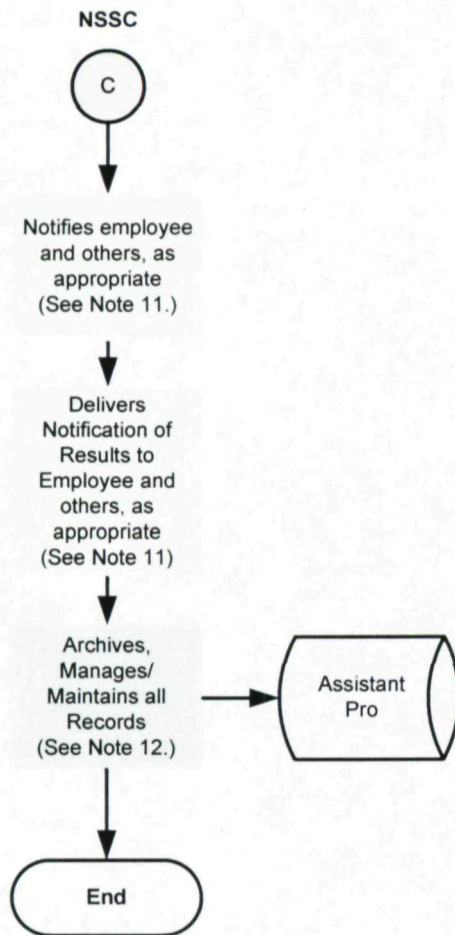 NSSC
C
Notifies employee
and others, as
appropriate
(See Note 11.)
Delivers
Notification of
Results to
Employee and
others, as
appropriate
(See Note 11)
Archives,
Manages/
Maintains all
Records
(See Note 12.)
Assistant
Pro
End